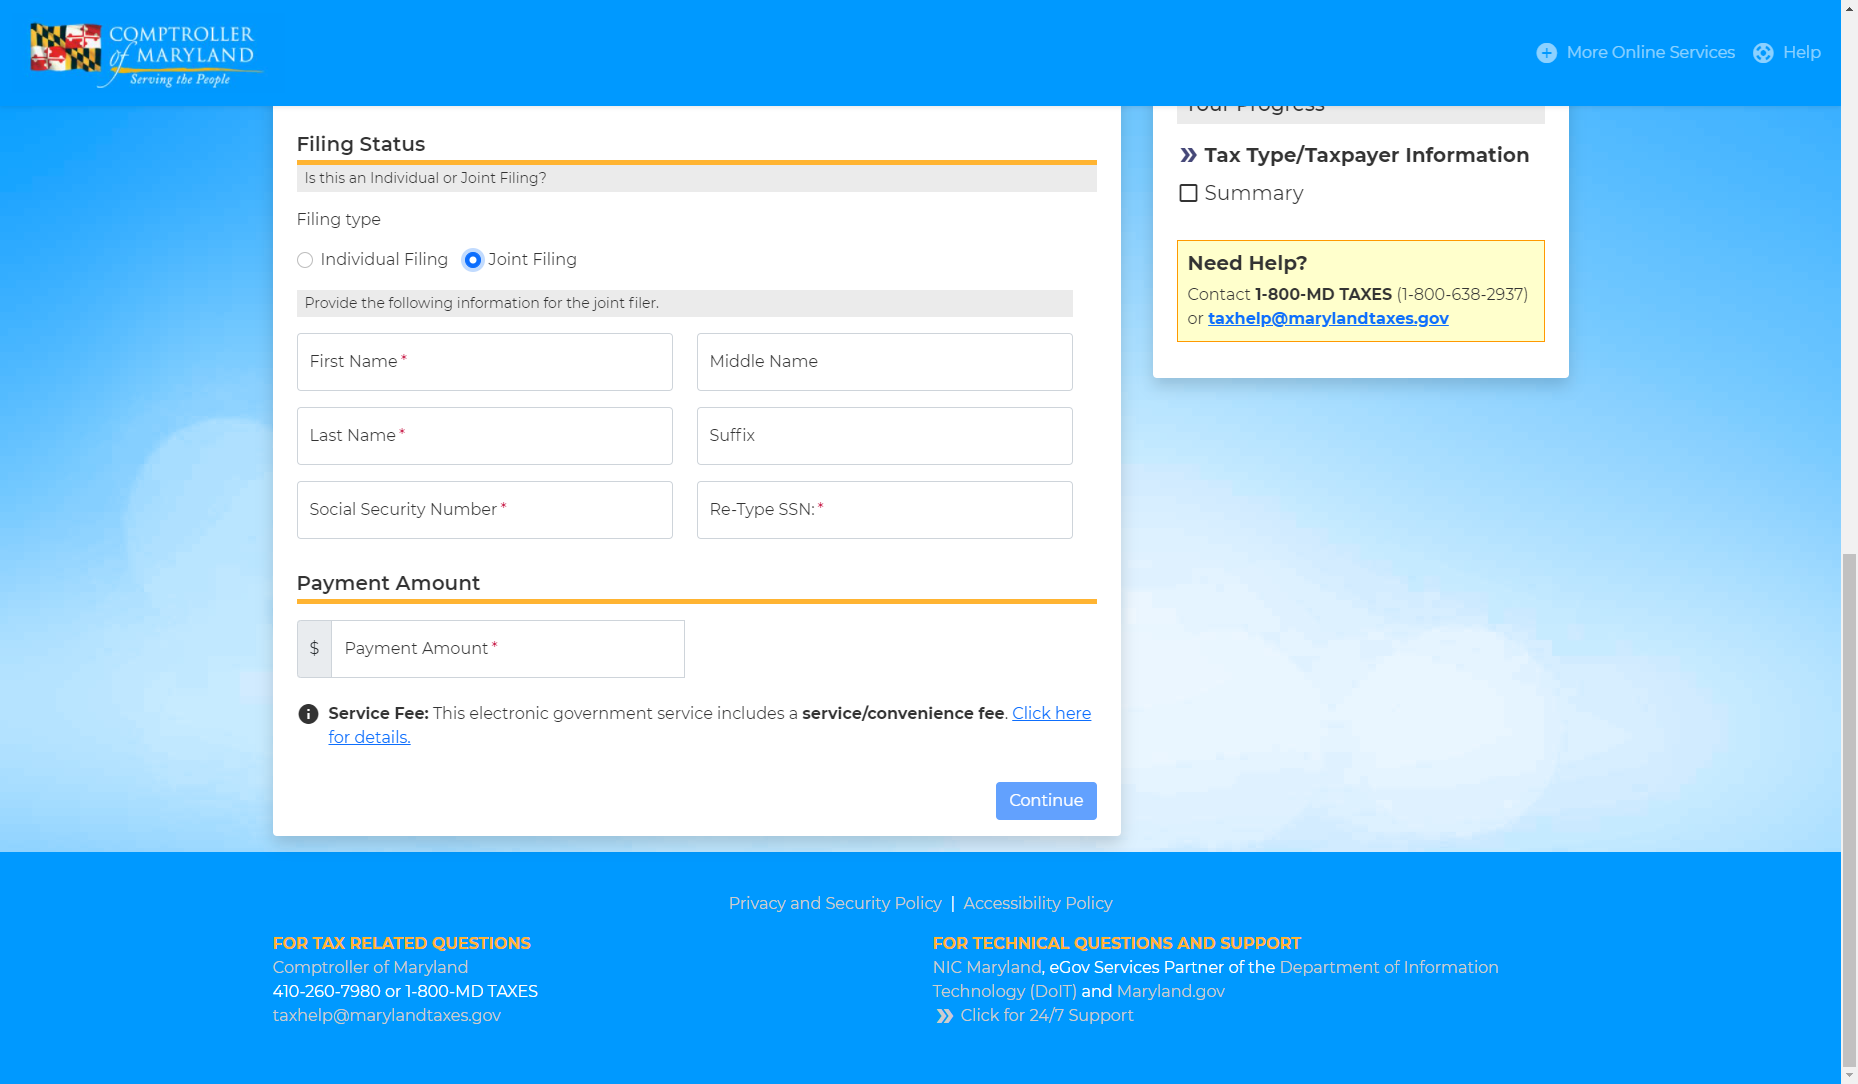 COMPTROLLER
of MARYLAND
Serving the People
More Online Services
Help
Filing Status
Is this an Individual or Joint Filing?
Filing type
Individual Filing
Joint Filing
Provide the following information for the joint filer.
First Name *
Middle Name
Last Name *
Suffix
Social Security Number *
Re-Type SSN: *
Payment Amount
$
Payment Amount *
Service Fee: This electronic government service includes a service/convenience fee. Click here
for details.
Continue
Your Progress
Tax Type/Taxpayer Information
Summary
Need Help?
Contact 1-800-MD TAXES (1-800-638-2937)
or taxhelp@marylandtaxes.gov
Privacy and Security Policy | Accessibility Policy
FOR TAX RELATED QUESTIONS
Comptroller of Maryland
410-260-7980 or 1-800-MD TAXES
taxhelp@marylandtaxes.gov
FOR TECHNICAL QUESTIONS AND SUPPORT
NIC Maryland, eGov Services Partner of the Department of Information
Technology (DoIT) and Maryland.gov
Click for 24/7 Support